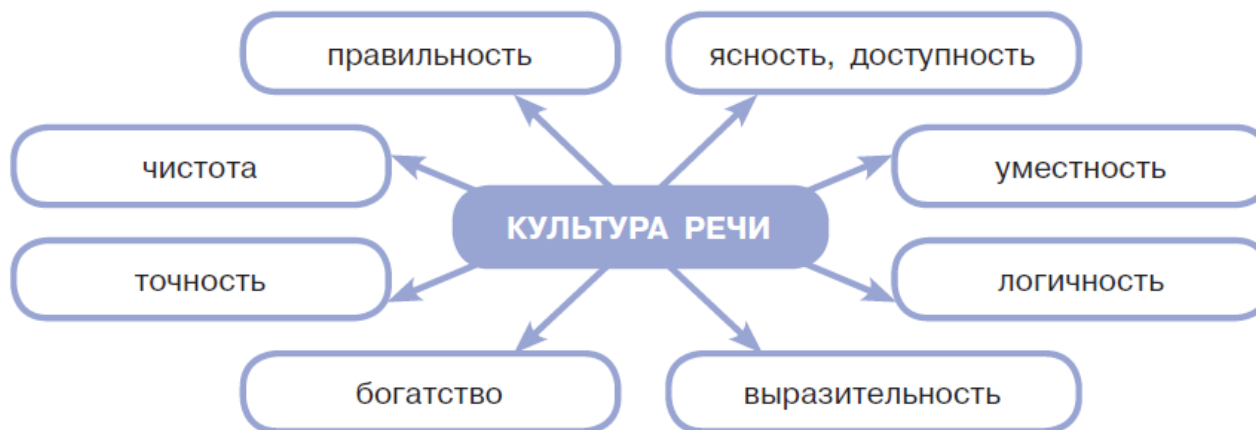 правильность
ясность, доступность
чистота
уместность
КУЛЬТУРА РЕЧИ
точность
логичность
богатство
выразительность